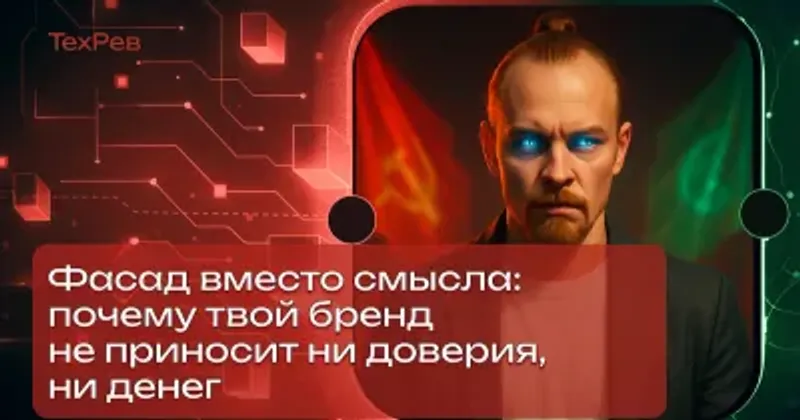 ТехРев
Фасад вместо смысла:
почему твой бренд
не приносит ни доверия,
ни денег